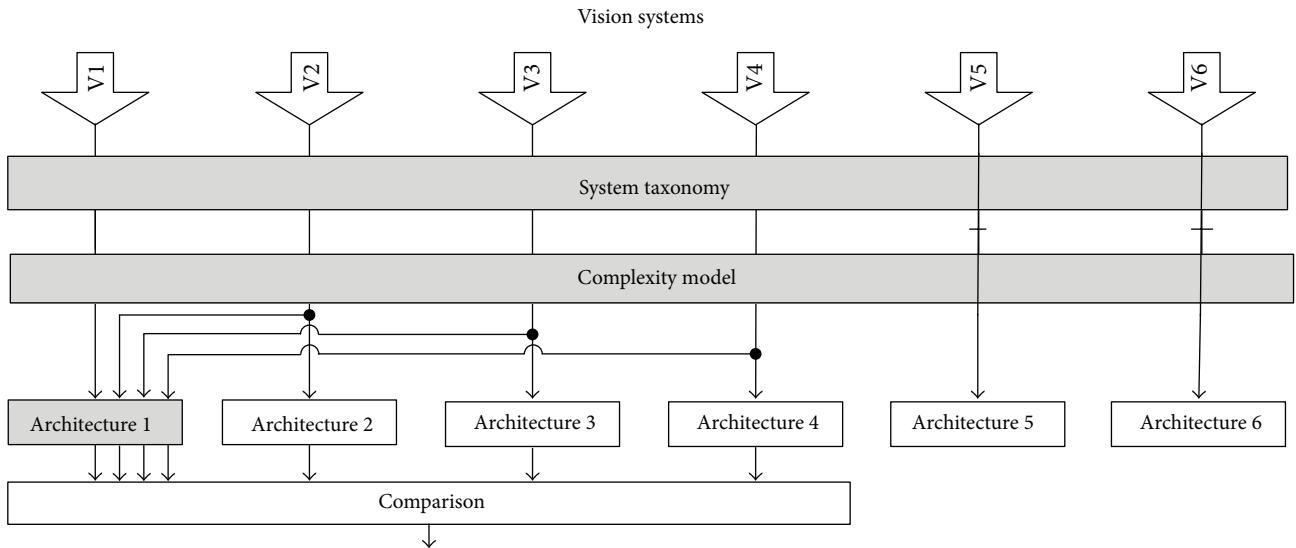 Vision systems
V1
V2
V3
V4
V5
V6
System taxonomy
Complexity model
Architecture 1
Architecture 2
Architecture 3
Architecture 4
Architecture 5
Architecture 6
Comparison